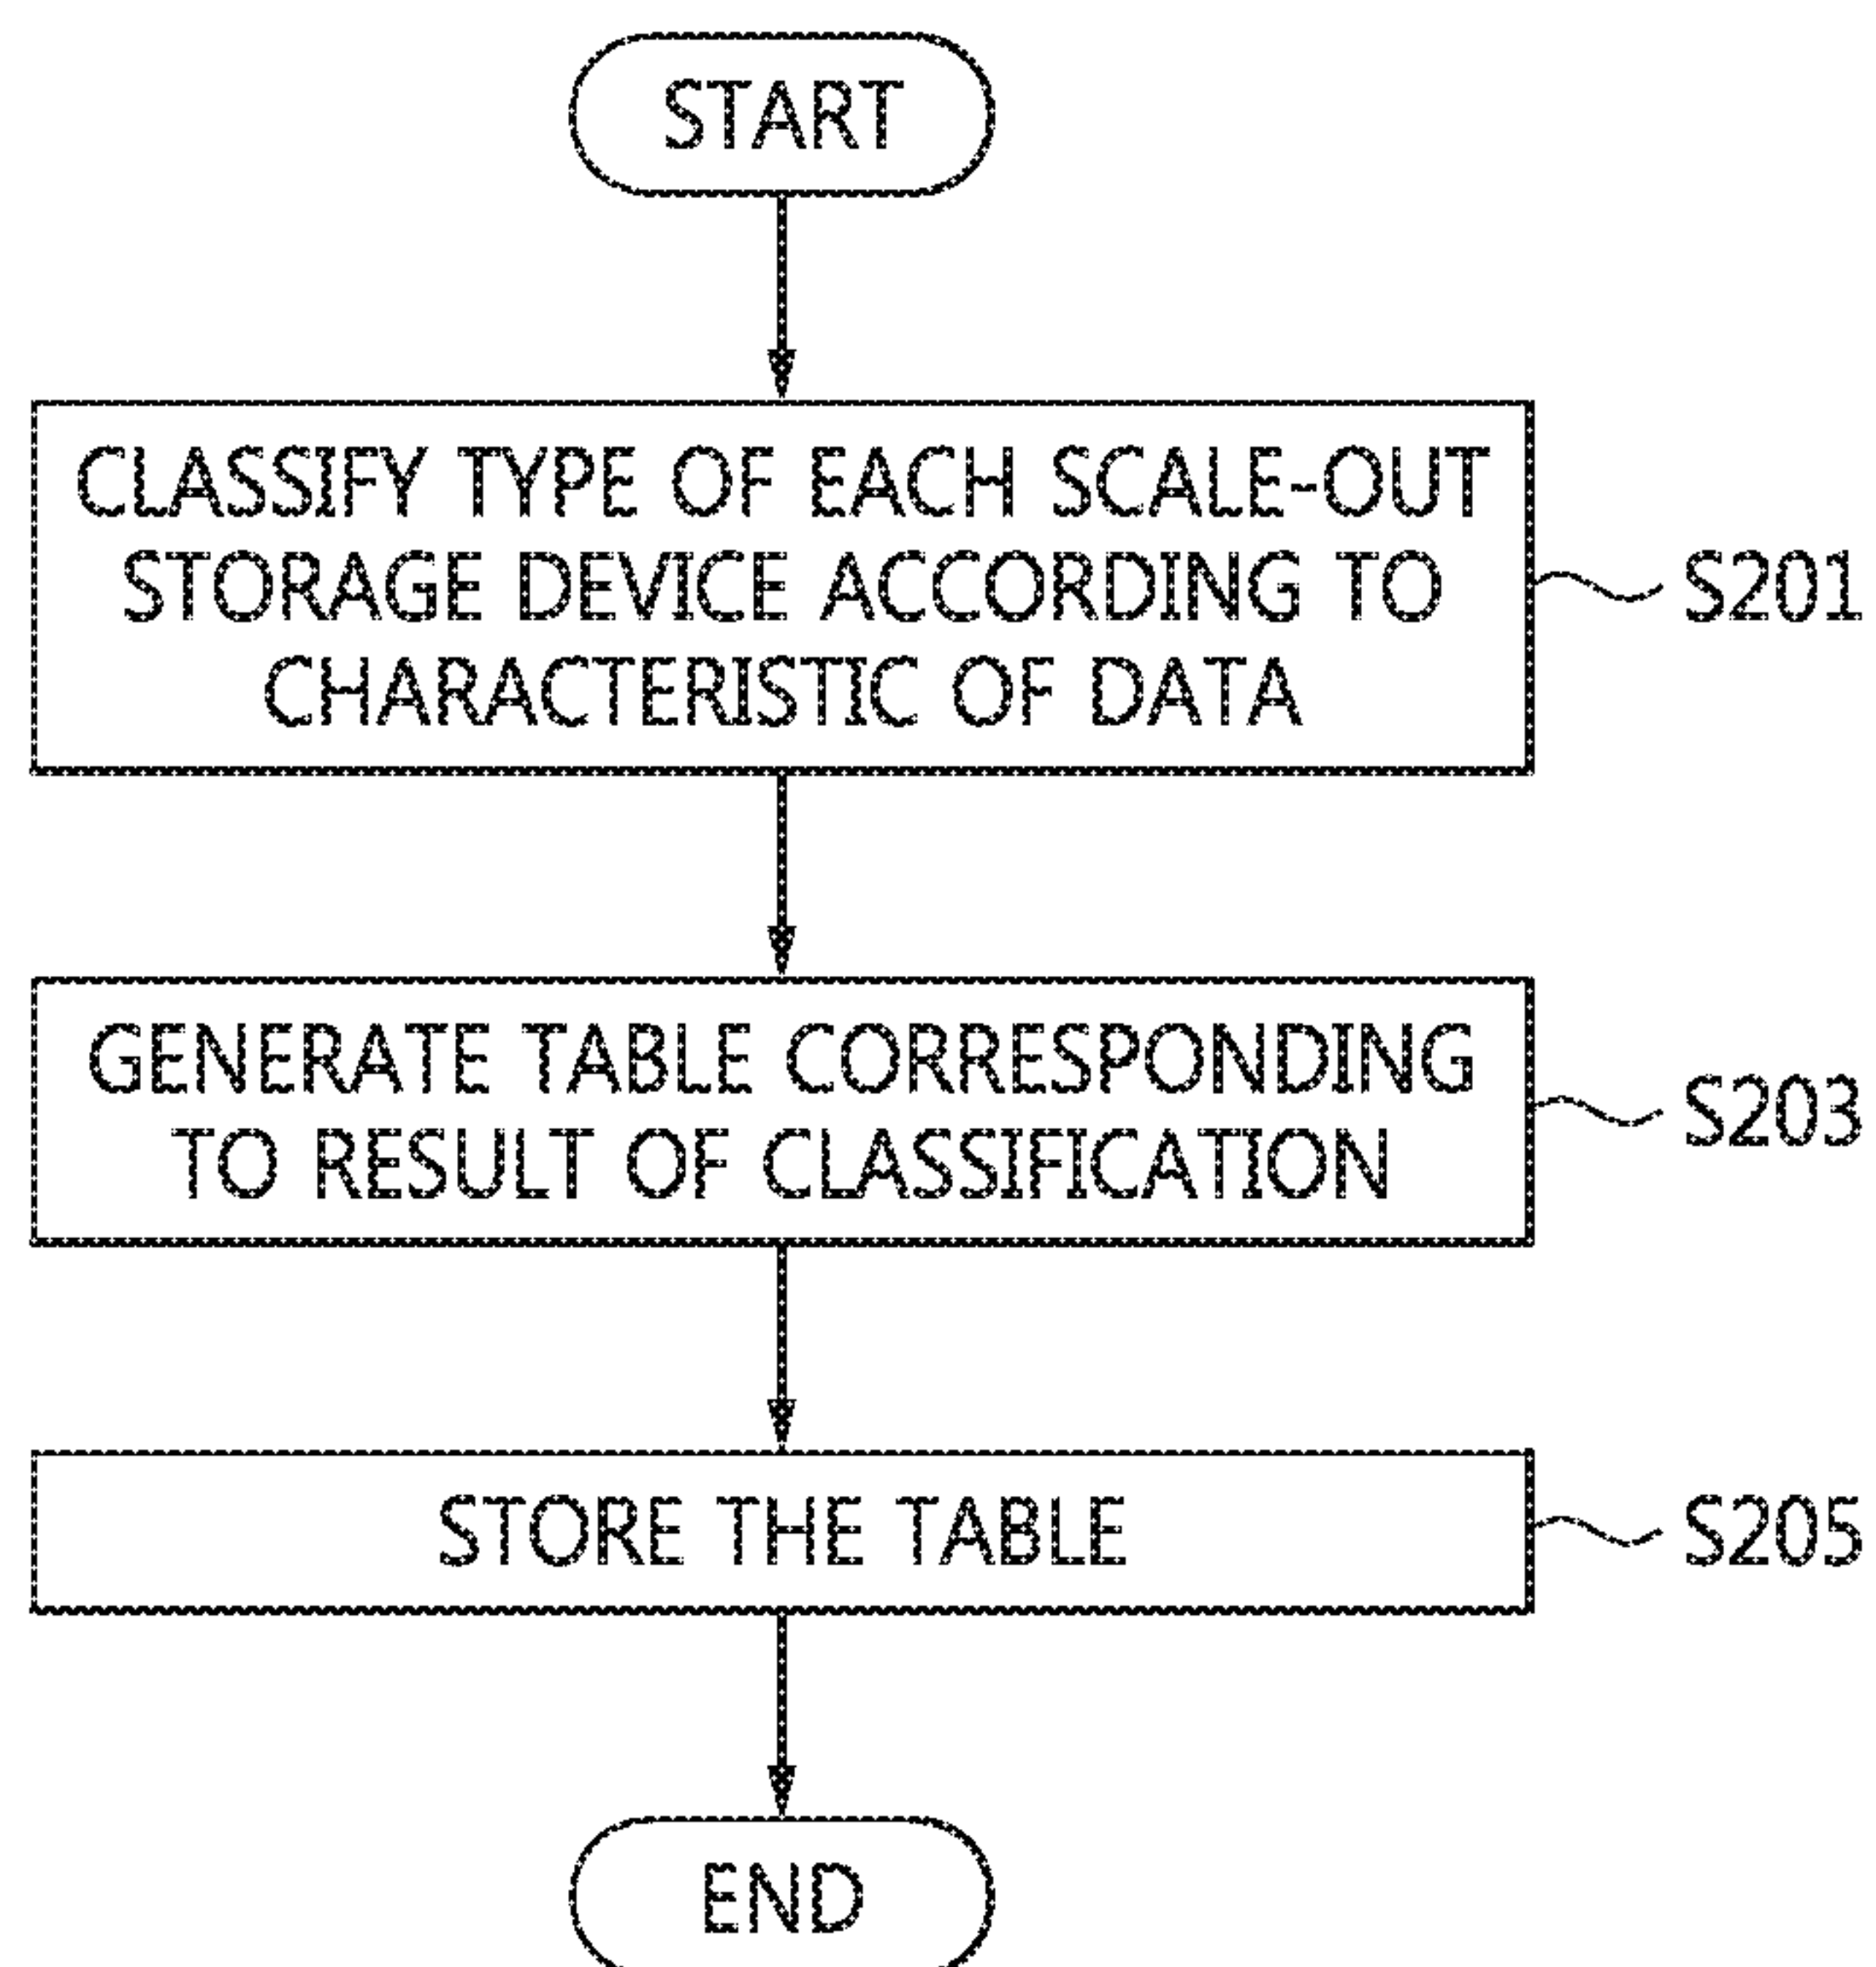 START
CLASSIFY TYPE OF EACH SCALE-OUT
STORAGE DEVICE ACCORDING TO
CHARACTERISTIC OF DATA
S201
GENERATE TABLE CORRESPONDING
TO RESULT OF CLASSIFICATION
S203
STORE THE TABLE
S205
END